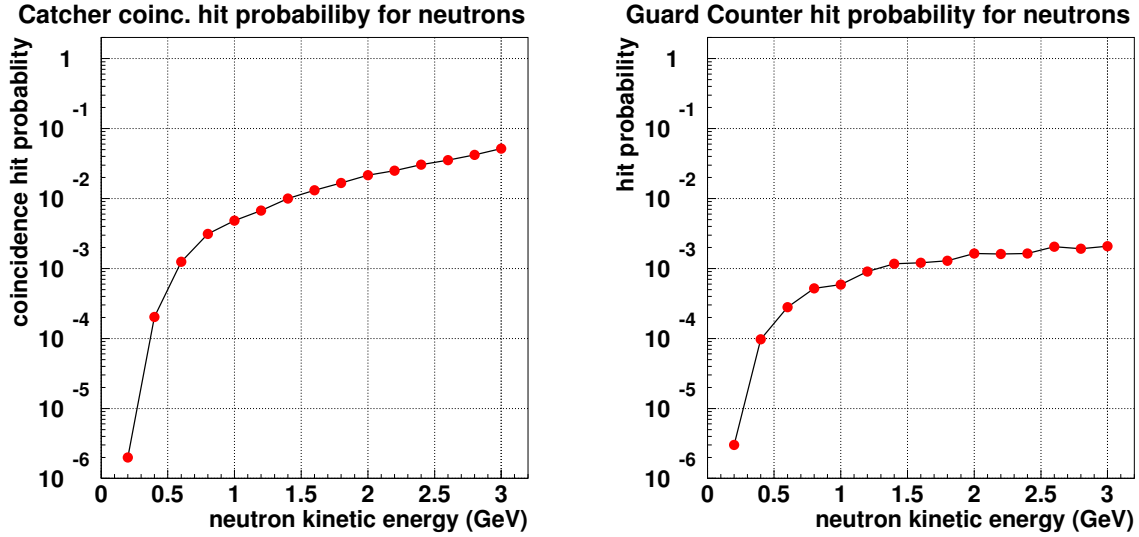 Catcher coinc. hit probabiliby for neutrons
coincidence hit probablity
1
10 -1
10 -2
10 -3
10 -4
10 -5
10 -6
0 0.5 1 1.5 2 2.5 3
neutron kinetic energy (GeV)
Guard Counter hit probability for neutrons
hit probability
1
10 -1
10 -2
10 -3
10 -4
10 -5
10 -6
0 0.5 1 1.5 2 2.5 3
neutron kinetic energy (GeV)